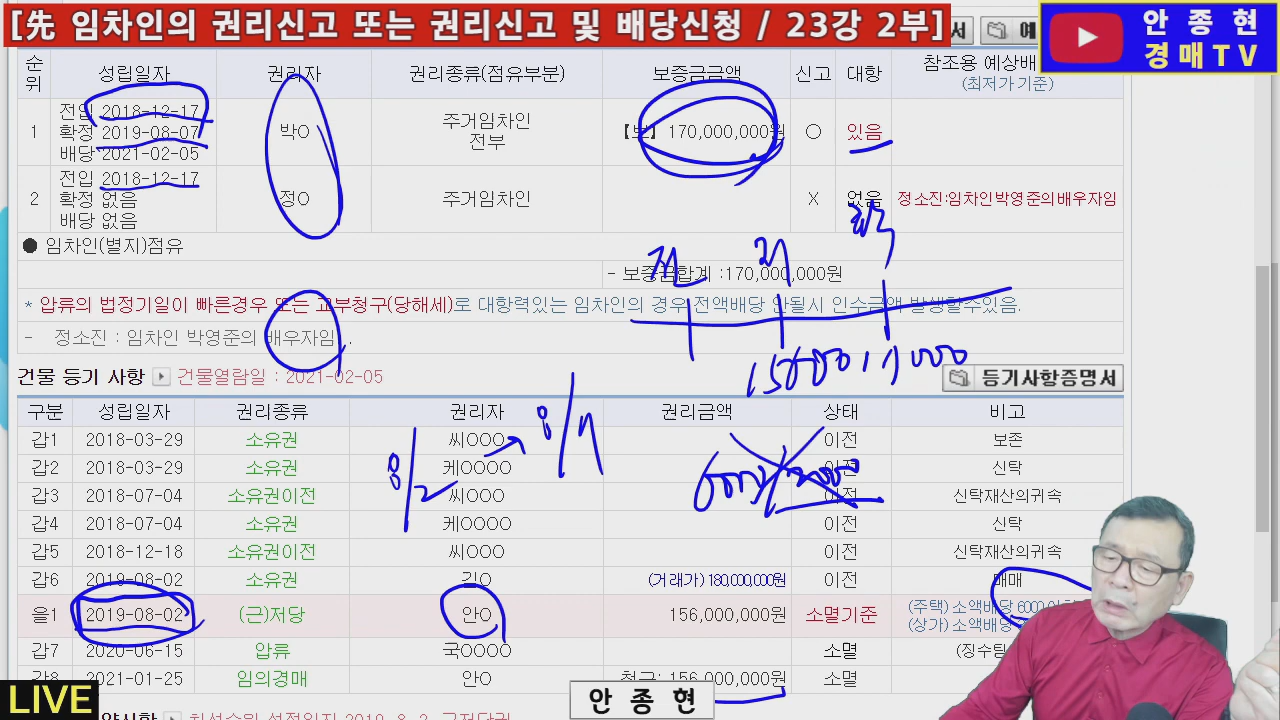 [先 임차인의 권리신고 또는 권리신고 및 배당신청 / 23강 2부]
서
예
안 종 현
경매TV
순위 성립일자 권리자 권리종류(점유부분) 보증금금액 신고 대항 참조용 예상배
(최저가 기준)
1 전입 2018-12-17 확정 2019-08-07 배당 2021-02-05 박O 주거임차인 전부 【보】 170,000,000원 O 있음
2 전입 2018-12-17 확정 없음 배당 없음 정O 주거임차인 X 없음 정소진:임차인박영준의배우자임
● 임차인(별지)점유
- 보증금합계 :170,000,000원
* 압류의 법정기일이 빠른경우 또는 교부청구(당해세)로 대항력있는 임차인의 경우 전액배당 안될시 인수금액 발생할수있음.
- 정소진 : 임차인 박영준의 배우자임 .
건물 등기 사항 건물열람일 : 2021-02-05 등기사항증명서
구분 성립일자 권리종류 권리자 권리금액 상태 비고
갑1 2018-03-29 소유권 씨OOO 이전 보존
갑2 2018-03-29 소유권 케OOOO 이전 신탁
갑3 2018-07-04 소유권이전 씨OOO 이전 신탁재산의귀속
갑4 2018-07-04 소유권 케OOOO 이전 신탁
갑5 2018-12-18 소유권이전 씨OOO 이전 신탁재산의귀속
갑6 2019-08-02 소유권 김O (거래가) 180,000,000원 이전 매매
을1 2019-08-02 (근)저당 안O 156,000,000원 소멸기준 (주택) 소액배당 6000 이하
(상가) 소액배당
갑7 2020-06-15 압류 국OOOO 소멸 (징수팀
갑8 2021-01-25 임의경매 안O 청구: 156,000,000원 소멸
8/2
8/7
LIVE
안 종 현